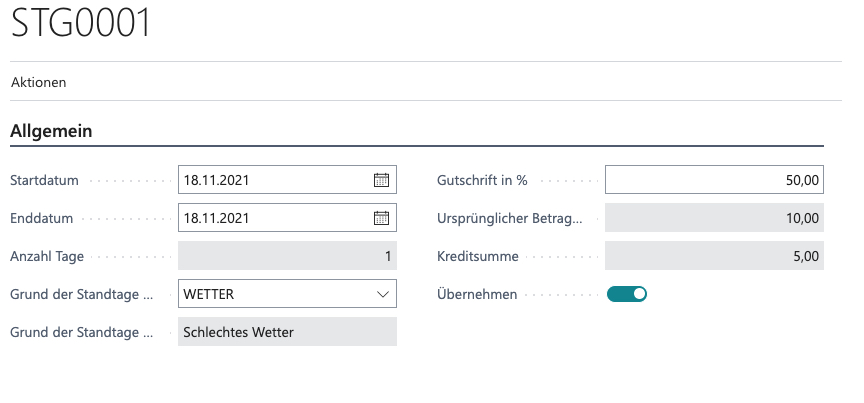 STG0001
Aktionen
Allgemein
Startdatum 18.11.2021
Enddatum 18.11.2021
Anzahl Tage 1
Grund der Standtage ... WETTER
Grund der Standtage ... Schlechtes Wetter
Gutschrift in % 50,00
Ursprünglicher Betrag... 10,00
Kreditsumme 5,00
Übernehmen